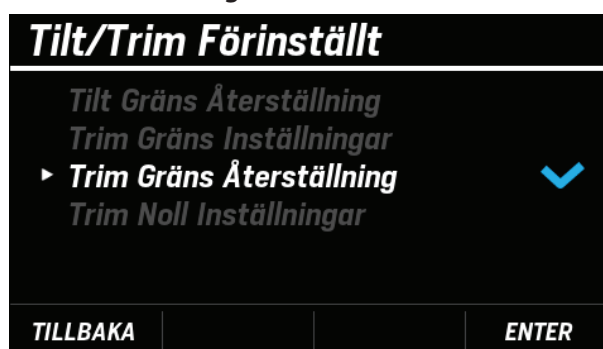 Tilt/Trim Förinställt
Tilt Gräns Återställning
Trim Gräns Inställningar
Trim Gräns Återställning
Trim Noll Inställningar
TILLBAKA
ENTER